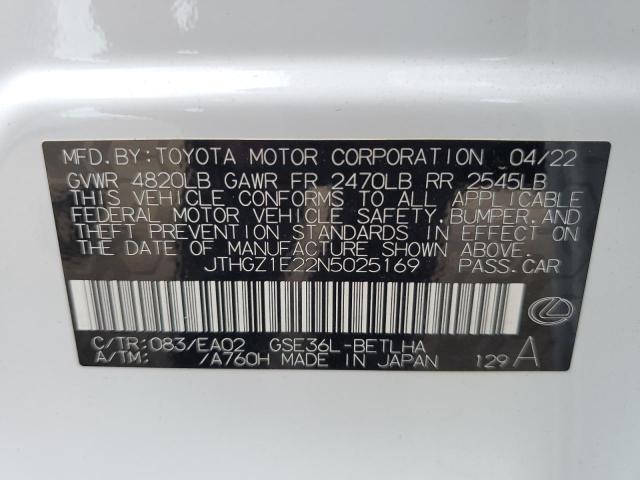 MFD. BY: TOYOTA MOTOR CORPORATION 04/22
GVWR 4820LB GAWR FR 2470LB RR 2545LB
THIS VEHICLE CONFORMS TO ALL APPLICABLE
FEDERAL MOTOR VEHICLE SAFETY, BUMPER, AND
THEFT PREVENTION STANDARDS IN EFFECT ON
THE DATE OF MANUFACTURE SHOWN ABOVE.
JTHGZ1E22N5025169 PASS. CAR
C/TR: 083/EA02 GSE36L-BETLHA
A/TM: /A760H MADE IN JAPAN 129 A